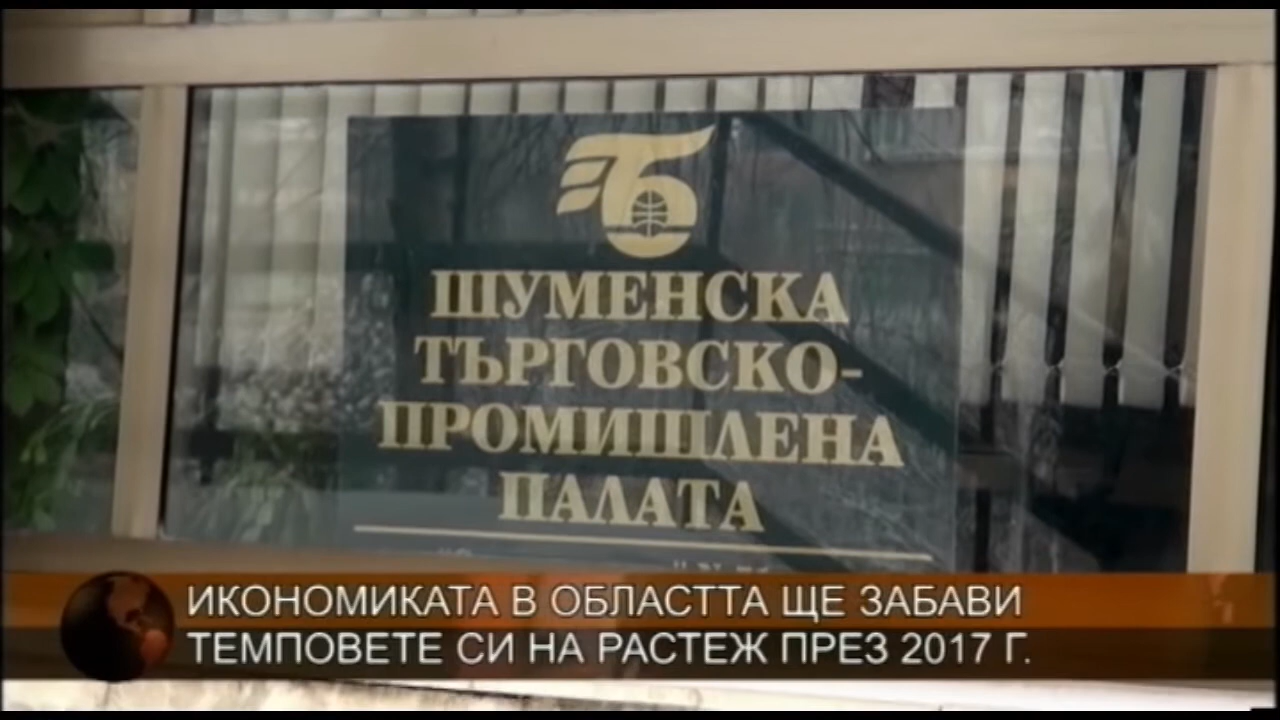 ШУМЕНСКА
ТЪРГОВСКО-
ПРОМИШЛЕНА
ПАЛАТА
ИКОНОМИКАТА В ОБЛАСТТА ЩЕ ЗАБАВИ
ТЕМПОВЕТЕ СИ НА РАСТЕЖ ПРЕЗ 2017 Г.